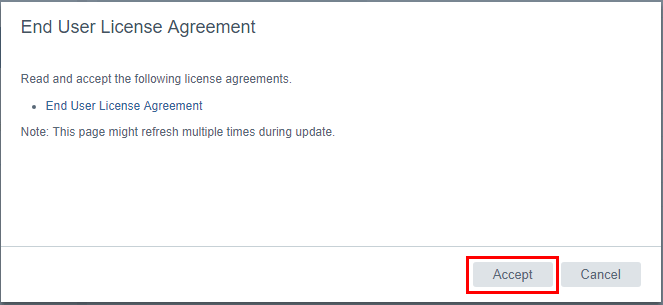 End User License Agreement
Read and accept the following license agreements.
• End User License Agreement
Note: This page might refresh multiple times during update.
Accept Cancel